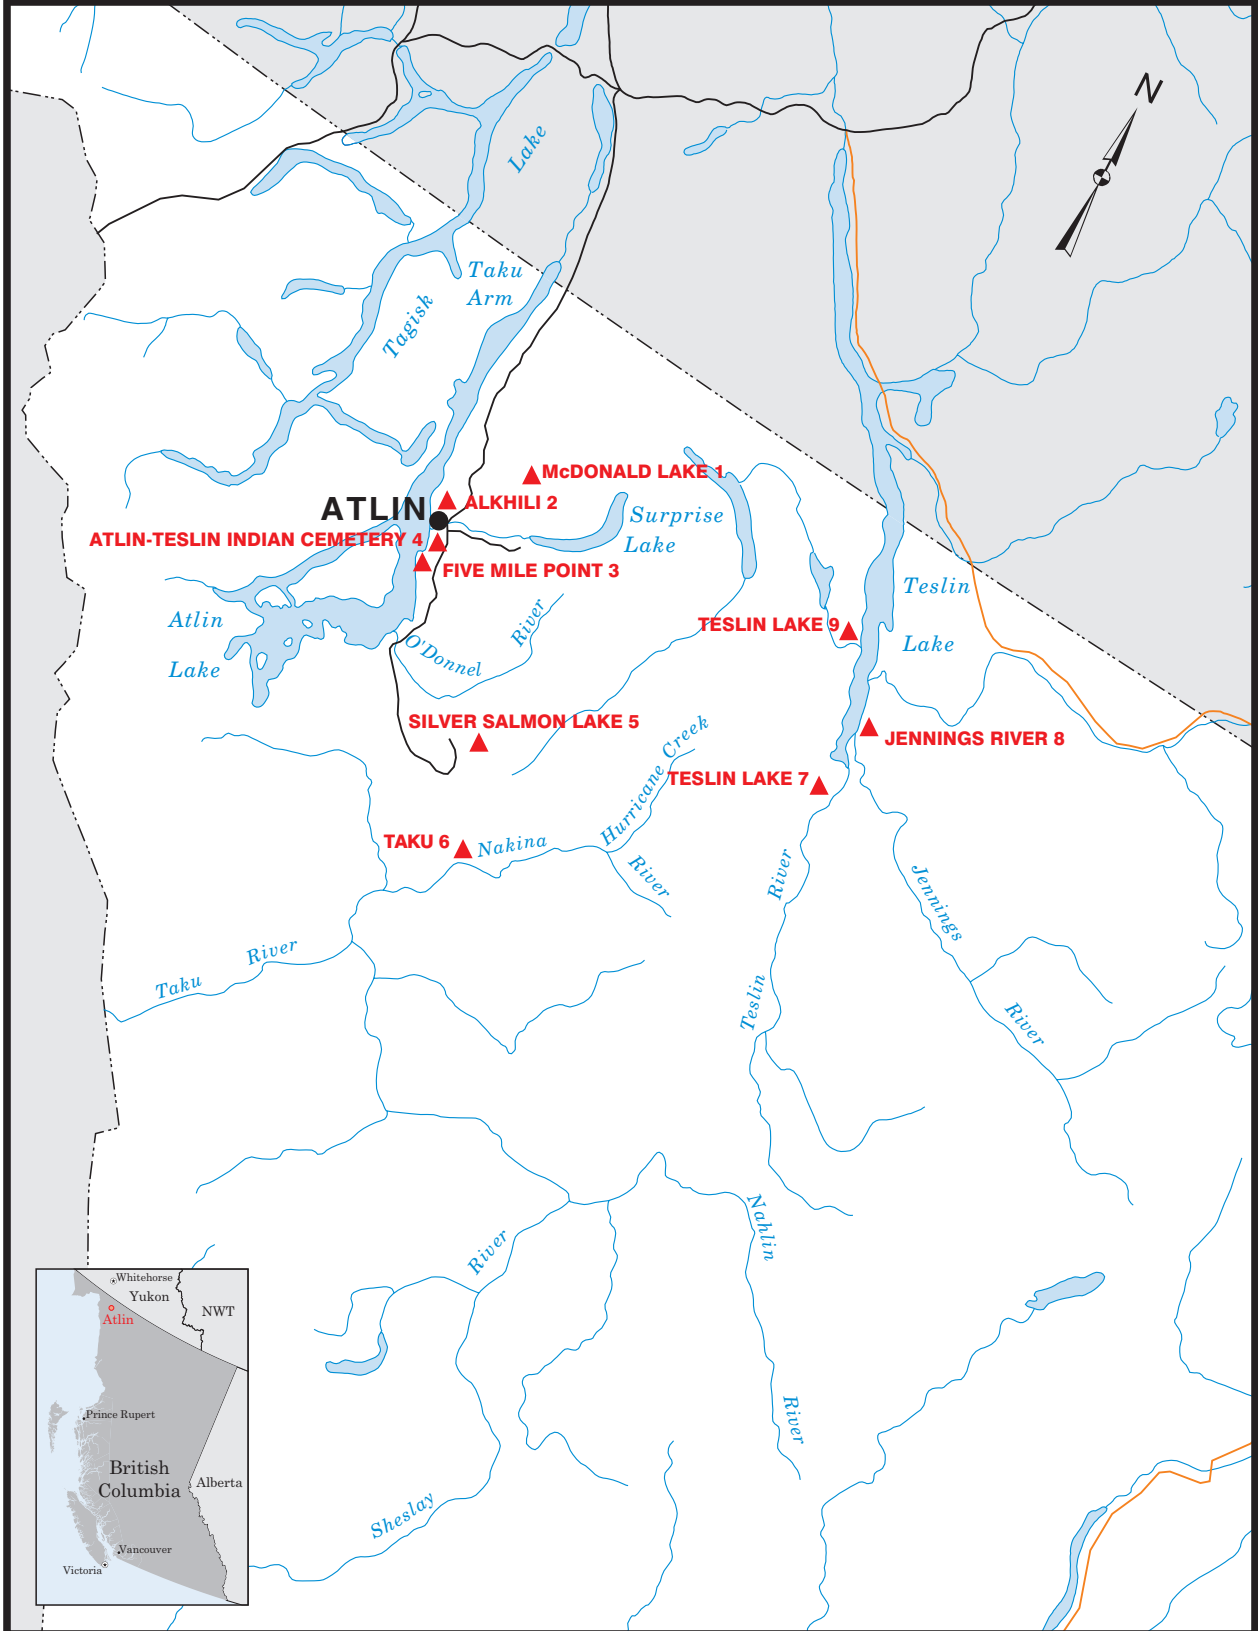 N
Lake
Taku
Arm
Tagisk
McDONALD LAKE 1
ATLIN
ALKHILI 2
Surprise
Lake
ATLIN-TESLIN INDIAN CEMETERY 4
FIVE MILE POINT 3
Teslin
Lake
Atlin
Lake
TESLIN LAKE 9
O'Donnel
River
SILVER SALMON LAKE 5
JENNINGS RIVER 8
Hurricane Creek
TESLIN LAKE 7
TAKU 6
Nakina
River
Teslin
River
Jennings
River
Taku
River
Nahlin
River
Sheslay
River
Whitehorse
Yukon
NWT
Atlin
Prince Rupert
British
Columbia
Alberta
Vancouver
Victoria